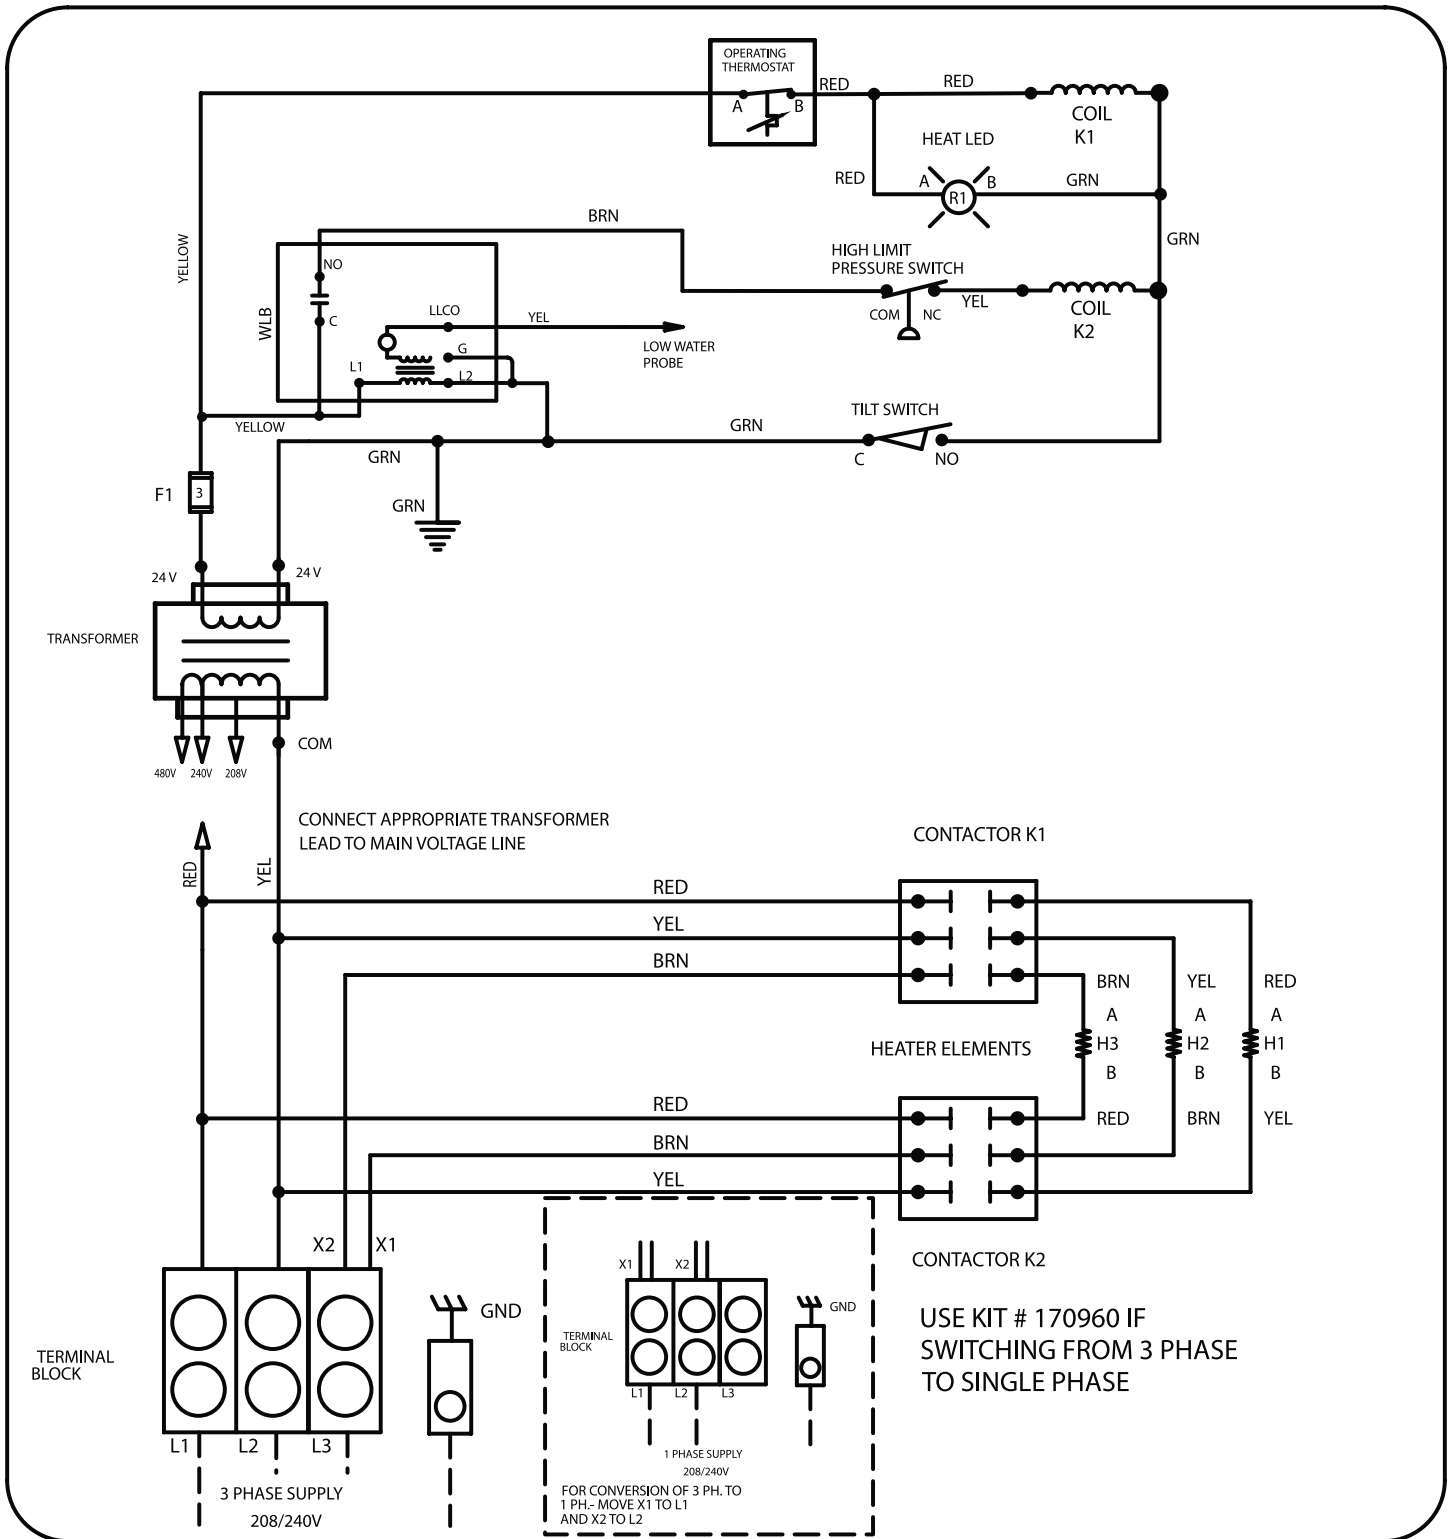 OPERATING
THERMOSTAT
A
B
RED
RED
COIL
K1
HEAT LED
RED
A
R1
B
GRN
GRN
YELLOW
BRN
NO
C
WLB
LLCO
YEL
LOW WATER
PROBE
G
L1
L2
HIGH LIMIT
PRESSURE SWITCH
COM
NC
YEL
COIL
K2
YELLOW
TILT SWITCH
C
NO
GRN
GRN
GRN
F1
3
24 V
24 V
TRANSFORMER
COM
480V
240V
208V
CONNECT APPROPRIATE TRANSFORMER
LEAD TO MAIN VOLTAGE LINE
RED
YEL
CONTACTOR K1
RED
YEL
BRN
BRN
YEL
RED
A
A
A
HEATER ELEMENTS
H3
H2
H1
B
B
B
RED
BRN
YEL
RED
BRN
YEL
CONTACTOR K2
X2
X1
GND
TERMINAL
BLOCK
L1
L2
L3
3 PHASE SUPPLY
208/240V
X1
X2
TERMINAL
BLOCK
GND
L1
L2
L3
1 PHASE SUPPLY
208/240V
FOR CONVERSION OF 3 PH. TO
1 PH.- MOVE X1 TO L1
AND X2 TO L2
USE KIT # 170960 IF
SWITCHING FROM 3 PHASE
TO SINGLE PHASE